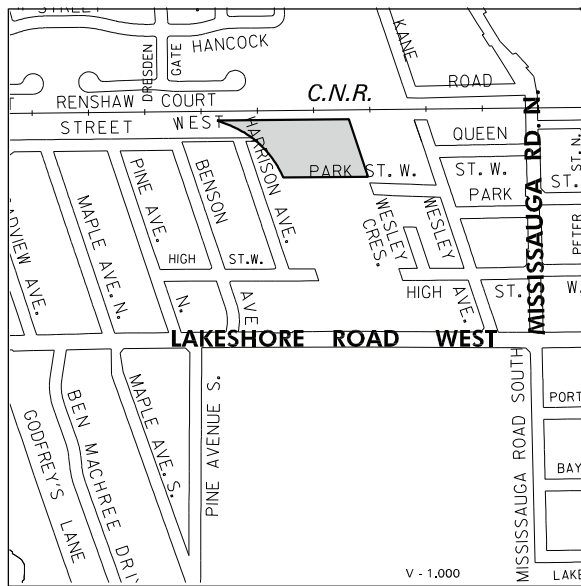 STREET
HANCOCK
DRESDEN
GATE
KANE
ROAD
RENSHAW COURT
C.N.R.
STREET WEST
QUEEN
ST. W.
HARRISON AVE.
PARK ST. W.
PARK
ST.
ST. N.
PETER
MISSISSAUGA RD. N.
BENSON
AVE
PINE AVE.
N.
MAPLE AVE. N.
AVE.
WESLEY
CRES.
WESLEY
AVE.
HIGH ST. W.
HIGH ST. W.
LAKESHORE ROAD WEST
MISSISSAUGA ROAD SOUTH
PORT
BAY
LAKE
PINE AVENUE S.
MAPLE AVE. S.
BEN MACHREE DRI
GODFREY'S LANE
V - 1.000